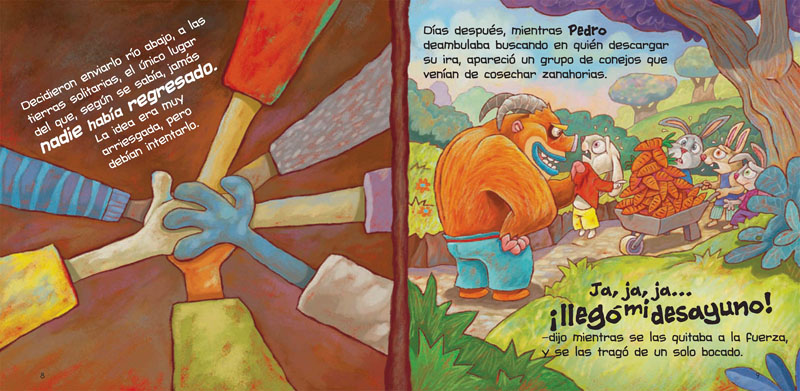 Decidieron enviarlo río abajo, a las
tierras solitarias, el único lugar
del que, según se sabía, jamás
nadie había regresado.
La idea era muy
arriesgada, pero
debían intentarlo.
8
Días después, mientras Pedro
deambulaba buscando en quién descargar
su ira, apareció un grupo de conejos que
venían de cosechar zanahorias.
Ja, ja, ja...
¡llegó mi desayuno!
–dijo mientras se las quitaba a la fuerza,
y se las tragó de un solo bocado.